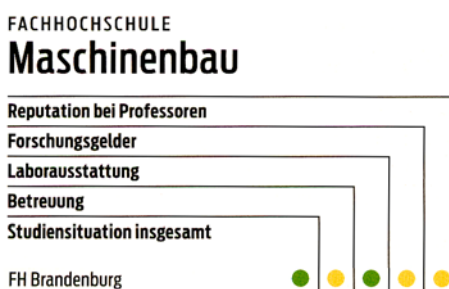 FACHHOCHSCHULE
Maschinenbau
Reputation bei Professoren
Forschungsgelder
Laborausstattung
Betreuung
Studiensituation insgesamt
FH Brandenburg